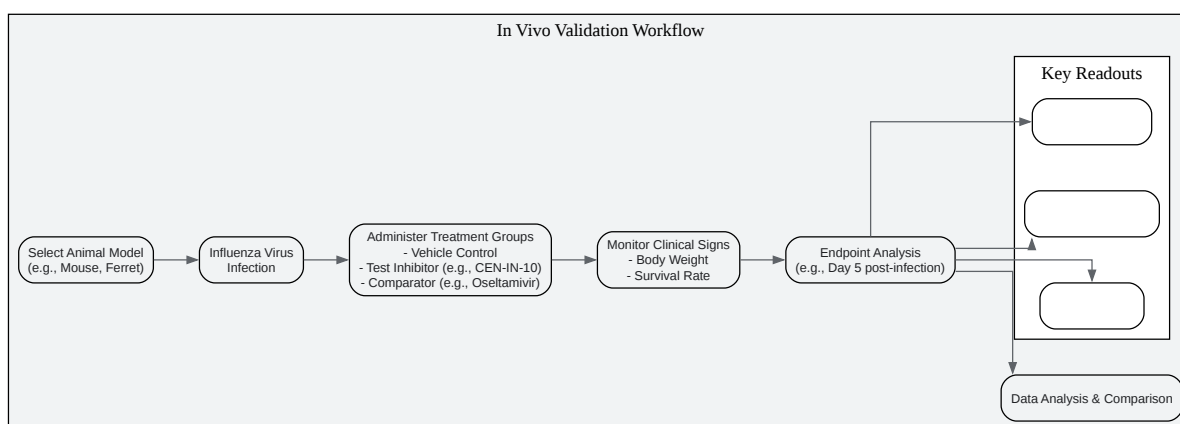 In Vivo Validation Workflow
Key Readouts
Select Animal Model
(e.g., Mouse, Ferret)
Influenza Virus
Infection
Administer Treatment Groups
- Vehicle Control
- Test Inhibitor (e.g., CEN-IN-10)
- Comparator (e.g., Oseltamivir)
Monitor Clinical Signs
- Body Weight
- Survival Rate
Endpoint Analysis
(e.g., Day 5 post-infection)
Data Analysis & Comparison